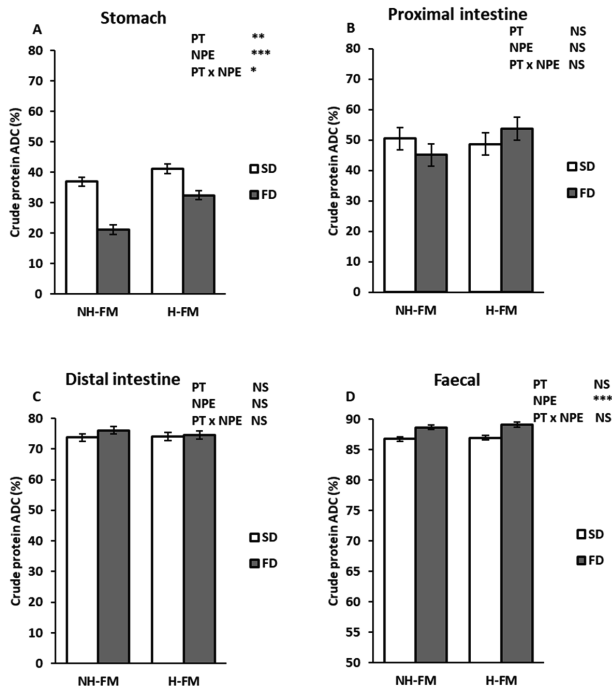 A
Stomach
PT **
NPE ***
PT x NPE *
Crude protein ADC (%)
80
70
60
50
40
30
20
10
0
NH-FM H-FM
SD
FD
Proximal intestine
B
PT NS
NPE NS
PT x NPE NS
Crude protein ADC (%)
80
70
60
50
40
30
20
10
0
NH-FM H-FM
SD
FD
C
Distal intestine
PT NS
NPE NS
PT x NPE NS
Crude protein ADC (%)
80
70
60
50
40
30
20
10
0
NH-FM H-FM
SD
FD
D
Faecal
PT NS
NPE ***
PT x NPE NS
Crude protein ADC (%)
90
85
80
75
70
65
60
55
50
NH-FM H-FM
SD
FD